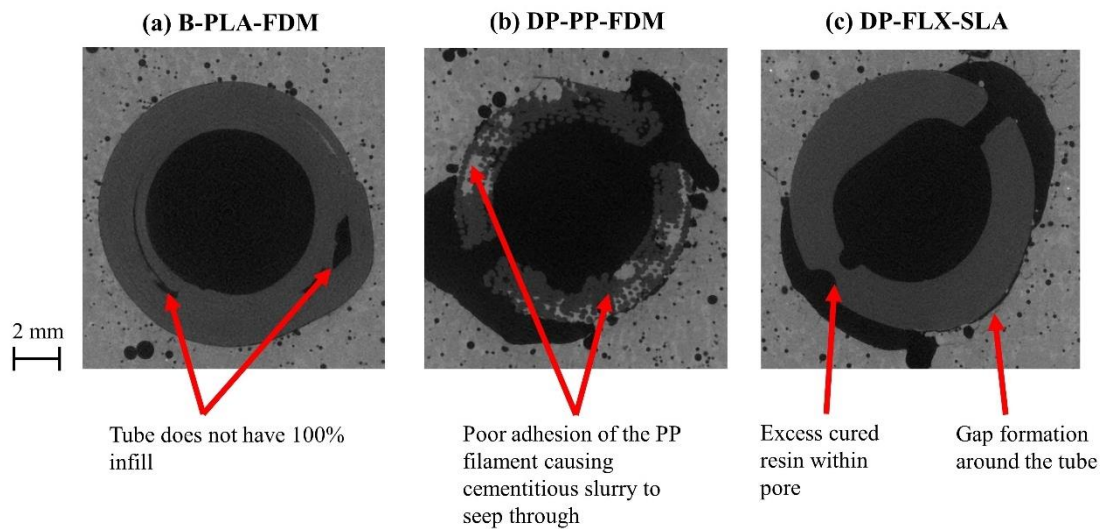 (a) B-PLA-FDM
(b) DP-PP-FDM
(c) DP-FLX-SLA
2 mm
Tube does not have 100%
infill
Poor adhesion of the PP
filament causing
cementitious slurry to
seep through
Excess cured
resin within
pore
Gap formation
around the tube